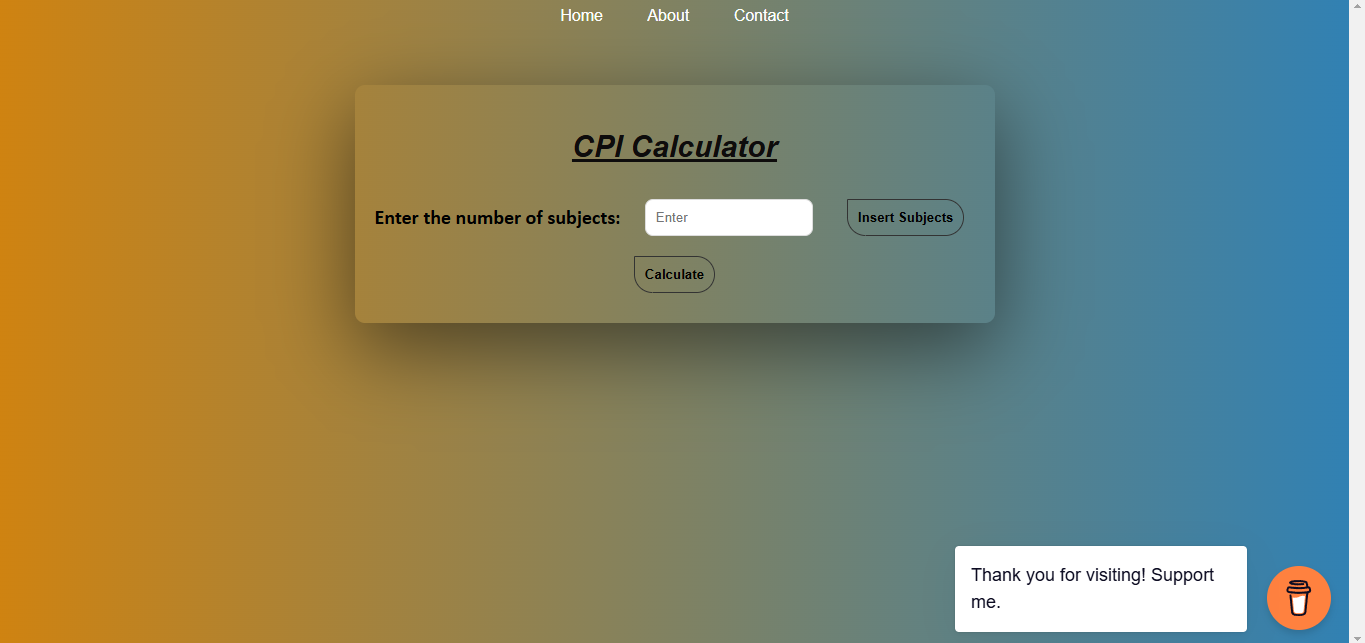 Home About Contact
CPI Calculator
Enter the number of subjects: Enter Insert Subjects
Calculate
Thank you for visiting! Support
me.